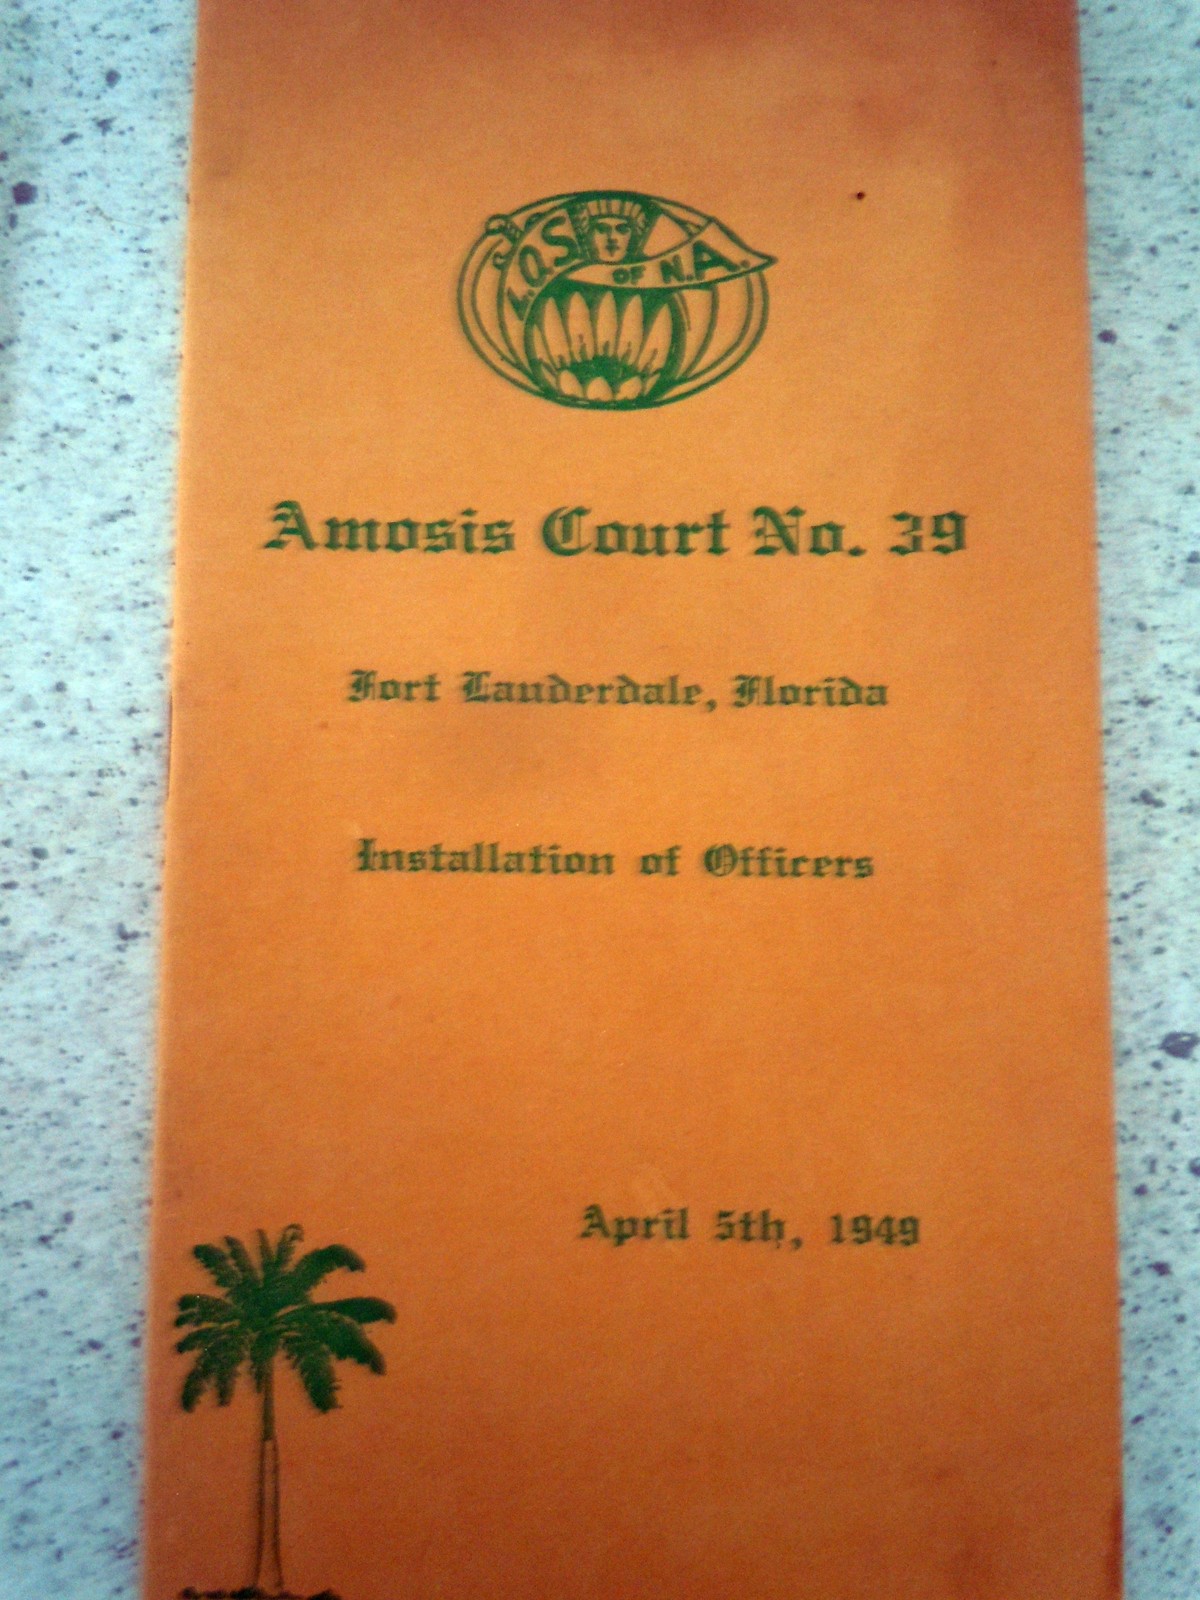 L.O.S. OF N.A.
Amosis Court No. 39
Fort Lauderdale, Florida
Installation of Officers
April 5th, 1949